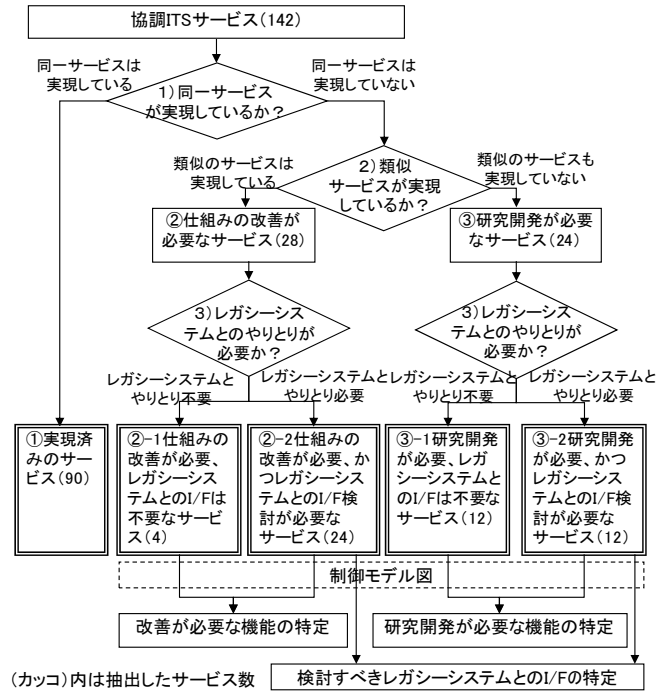 協調ITSサービス(142)
同一サービスは
実現している
同一サービスは
実現していない
1)同一サービス
が実現しているか?
類似のサービスは
実現している
2)類似
サービスが実現
しているか?
類似のサービスも
実現していない
②仕組みの改善が
必要なサービス(28)
③研究開発が必要
なサービス(24)
3)レガシーシス
テムとのやりとりが
必要か?
3)レガシーシス
テムとのやりとりが
必要か?
レガシーシステムと
やりとり不要
レガシーシステムと
やりとり必要
レガシーシステムと
やりとり不要
レガシーシステムと
やりとり必要
①実現済
みのサー
ビス(90)
②-1仕組みの
改善が必要、
レガシーシス
テムとのI/Fは
不要なサービ
ス(4)
②-2仕組みの
改善が必要、か
つレガシーシス
テムとのI/F検
討が必要な
サービス(24)
③-1研究開発
が必要、レガ
シーシステムと
のI/Fは不要な
サービス(12)
③-2研究開発
が必要、かつ
レガシーシス
テムとのI/F検
討が必要な
サービス(12)
制御モデル図
改善が必要な機能の特定
研究開発が必要な機能の特定
(カッコ)内は抽出したサービス数
検討すべきレガシーシステムとのI/Fの特定